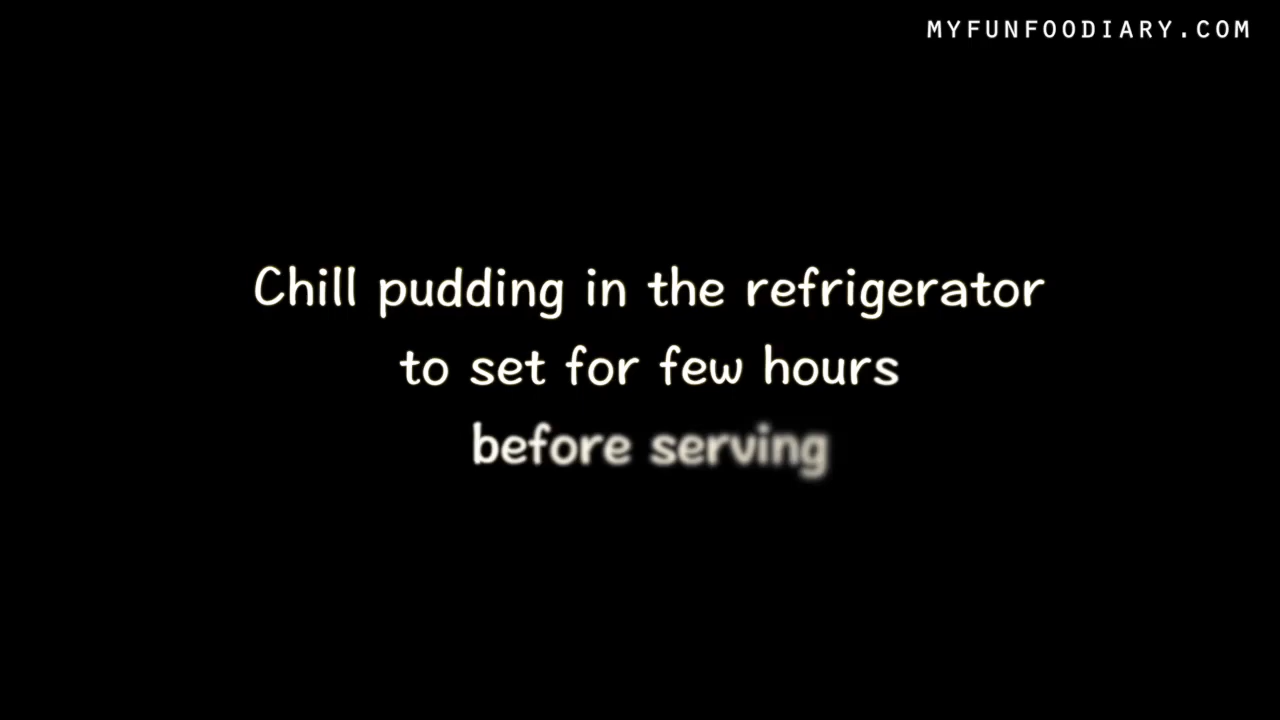 MYFUNFOODIARY.COM
Chill pudding in the refrigerator
to set for few hours
before serving